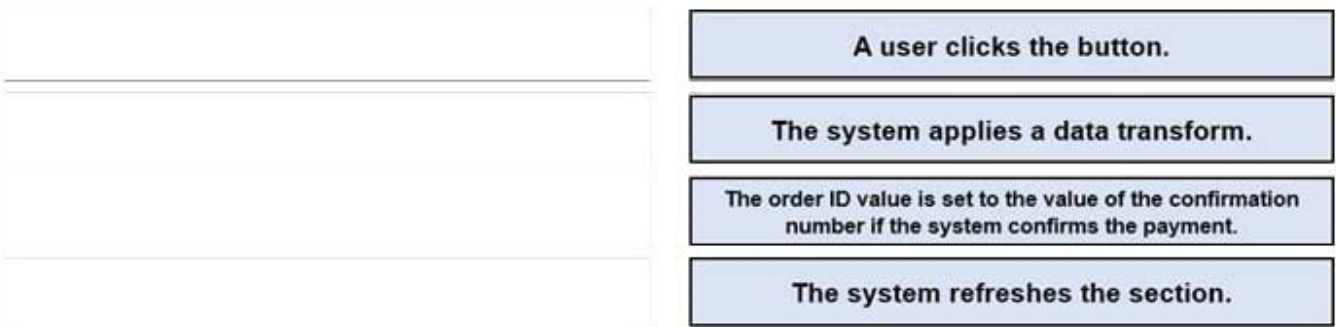 A user clicks the button.
The system applies a data transform.
The order ID value is set to the value of the confirmation
number if the system confirms the payment.
The system refreshes the section.